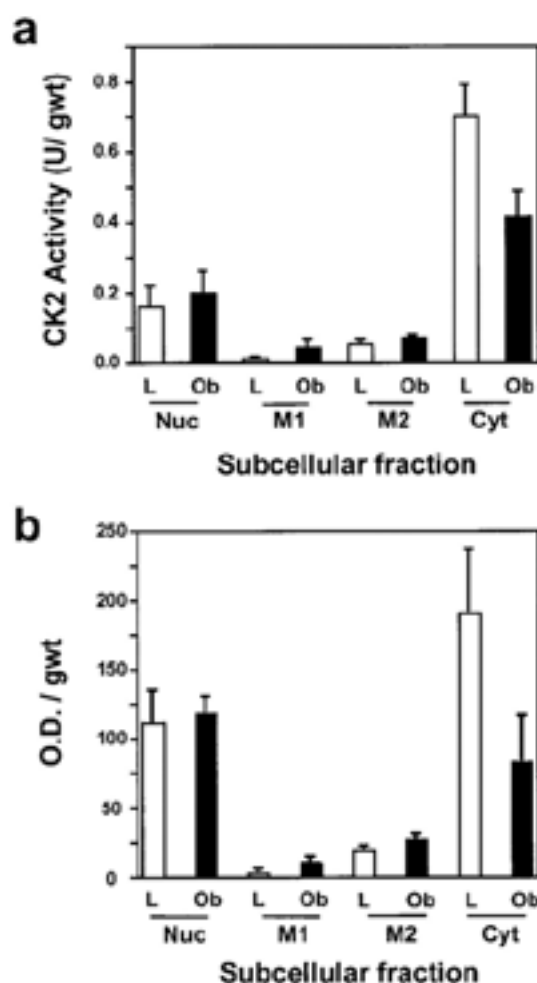 a
CK2 Activity (U/ gwt)
0.8
0.6
0.4
0.2
0.0
L Ob L Ob L Ob L Ob
Nuc M1 M2 Cyt
Subcellular fraction
b
O.D. / gwt
250
200
150
100
50
0
L Ob L Ob L Ob L Ob
Nuc M1 M2 Cyt
Subcellular fraction